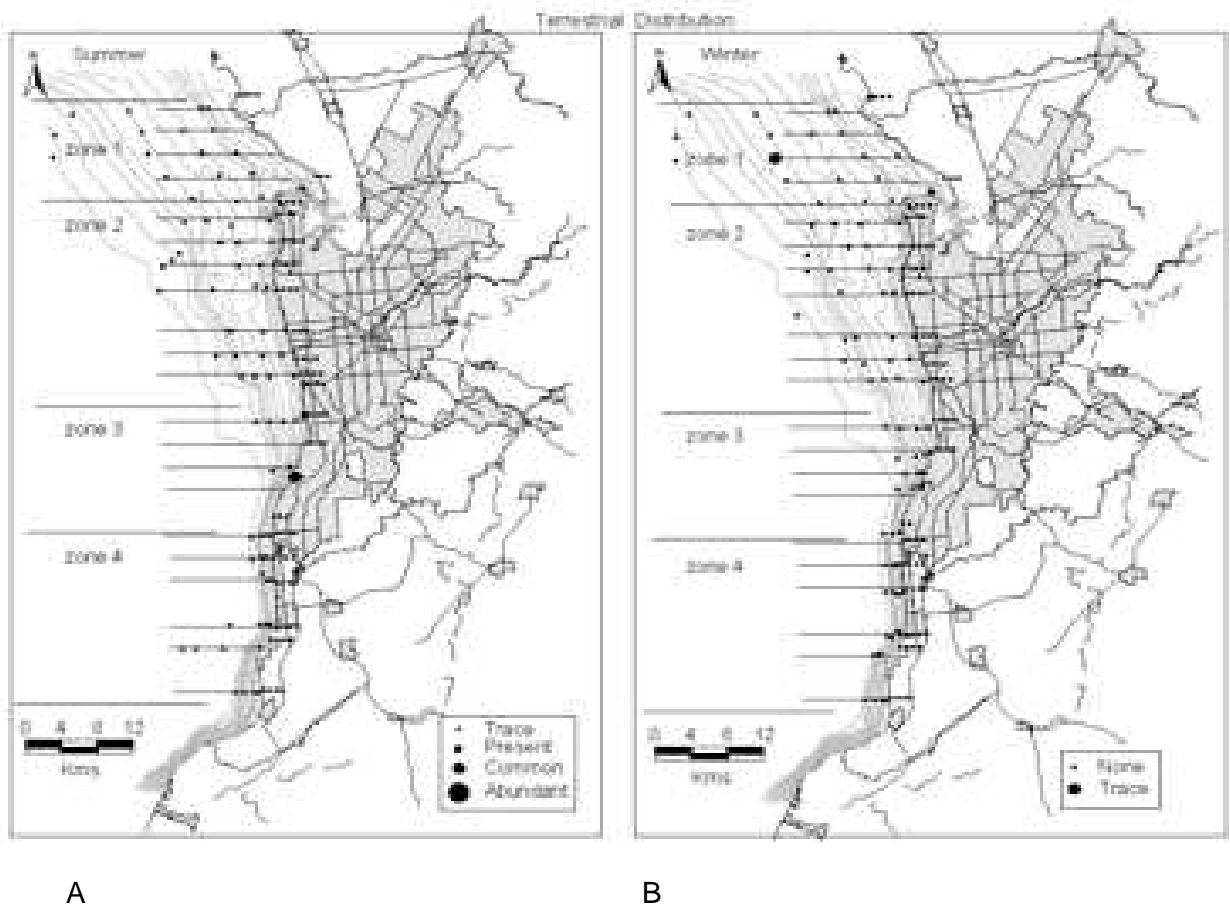 Terrestrial Distribution
Summer
zone 1
zone 2
zone 3
zone 4
0 4 8 12
Kms
Trace
Present
Common
Abundant
Winter
zone 1
zone 2
zone 3
zone 4
0 4 8 12
Kms
None
Trace
A
B